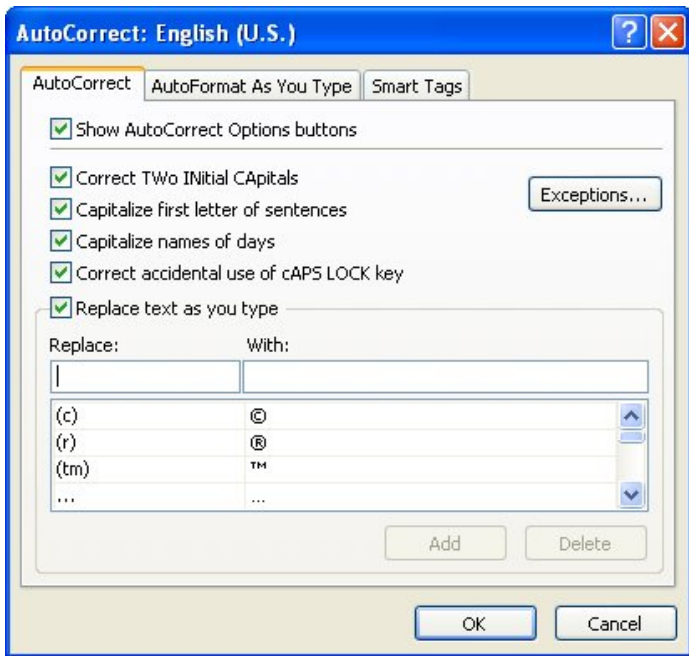 AutoCorrect: English (U.S.)
AutoCorrect AutoFormat As You Type Smart Tags
Show AutoCorrect Options buttons
Correct TWo INitial CApitals
Exceptions...
Capitalize first letter of sentences
Capitalize names of days
Correct accidental use of cAPS LOCK key
Replace text as you type
Replace: With:
(c) ©
(r) ®
(tm) ™
... …
Add Delete
OK Cancel